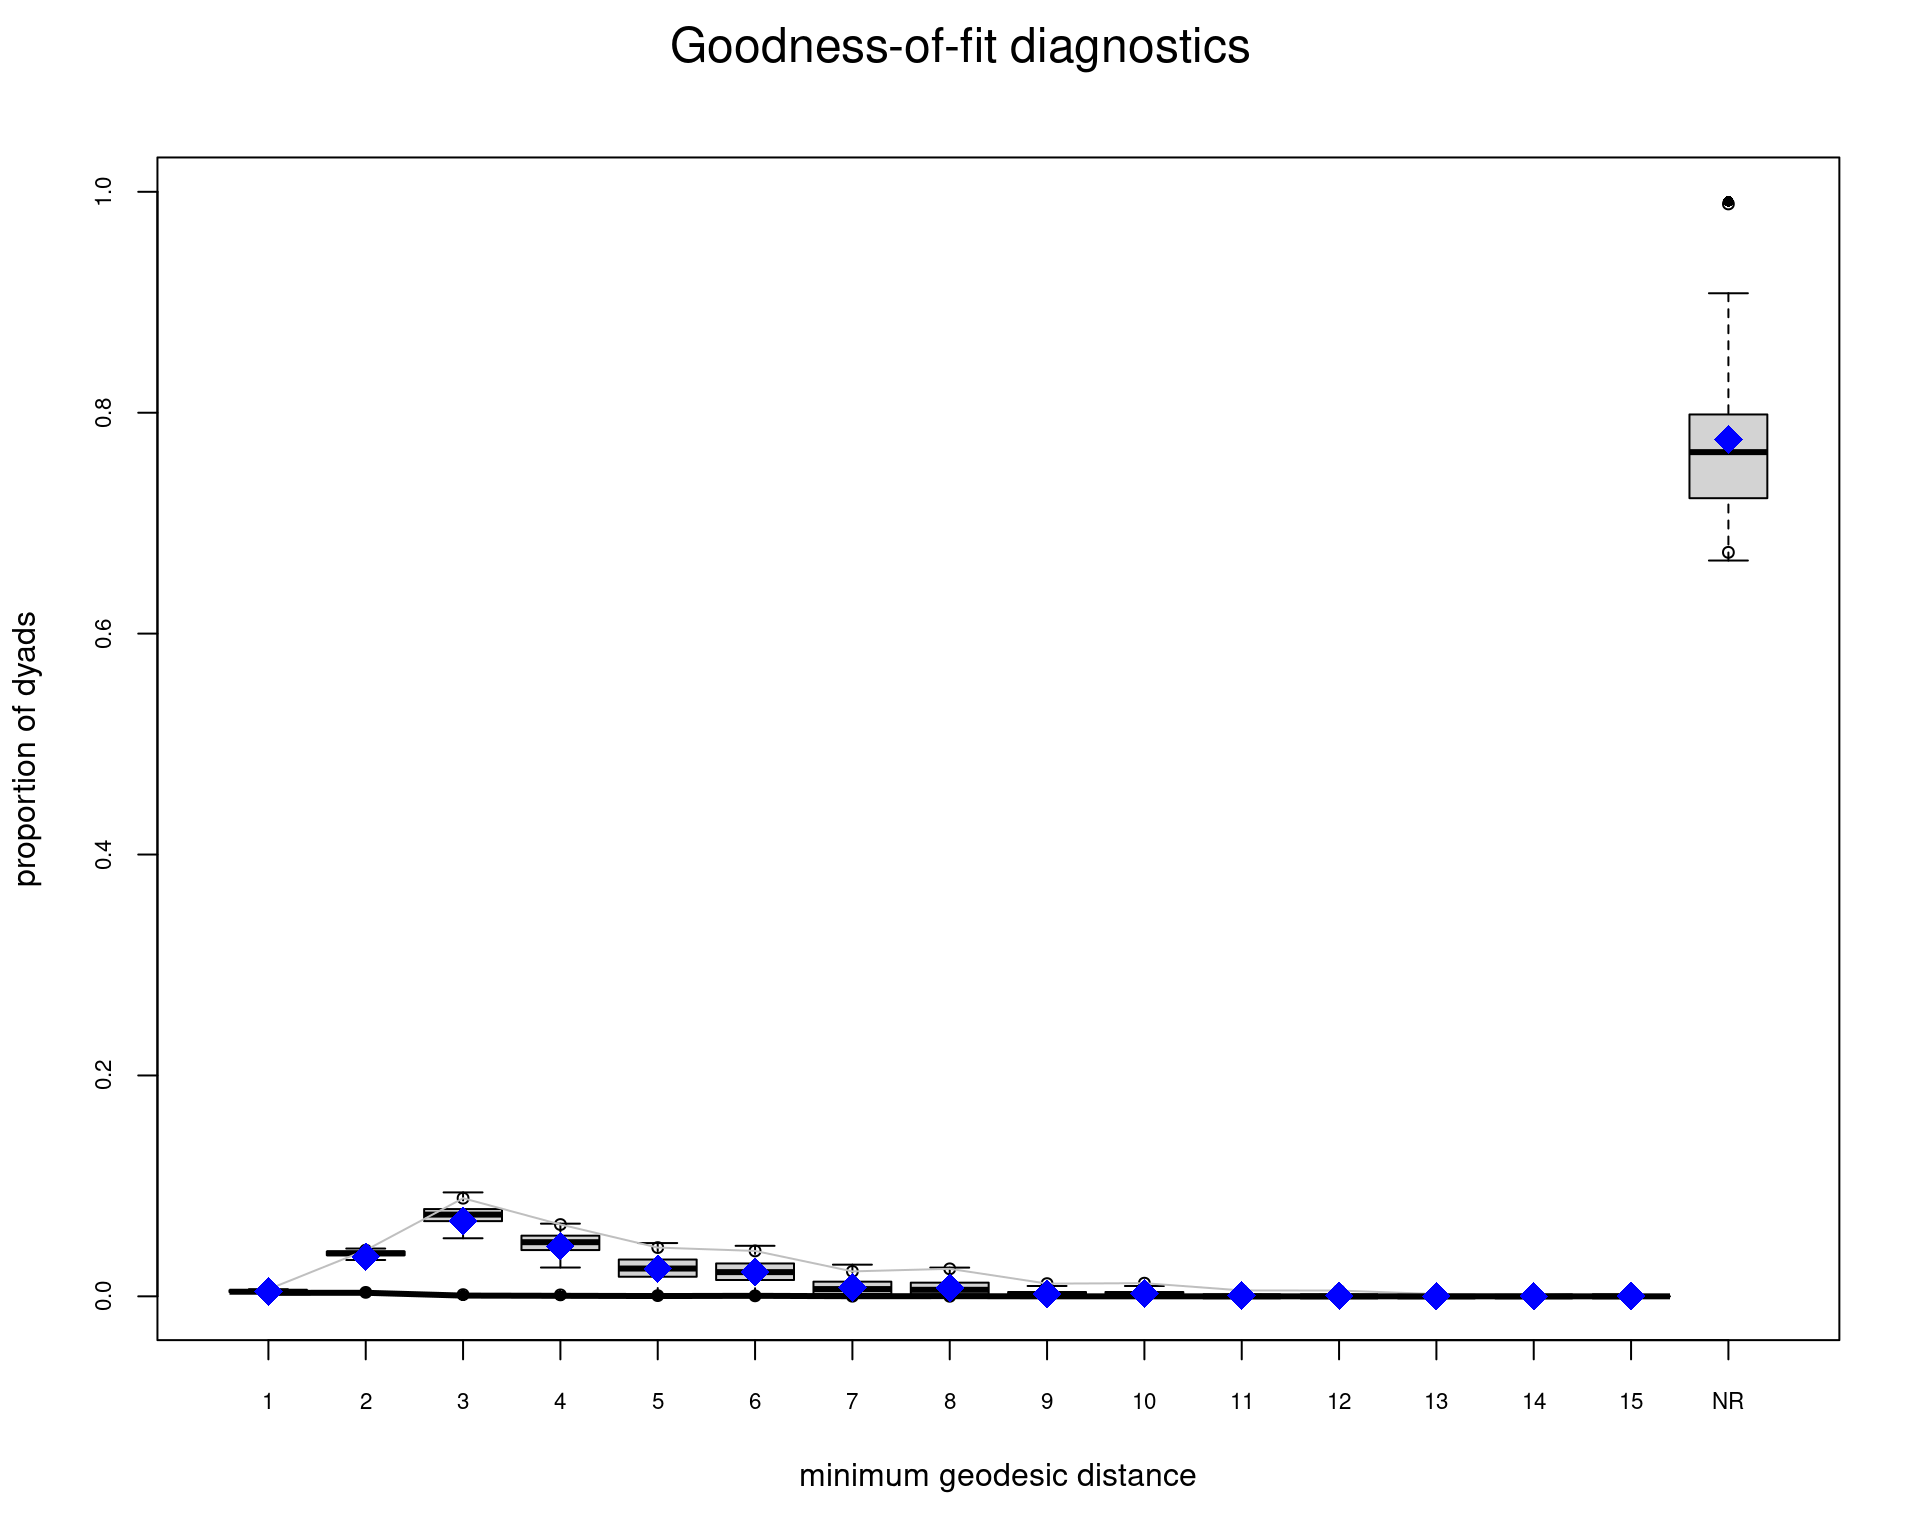 Goodness-of-fit diagnostics
proportion of dyads
1.0
0.8
0.6
0.4
0.2
0.0
1 2 3 4 5 6 7 8 9 10 11 12 13 14 15 NR
minimum geodesic distance